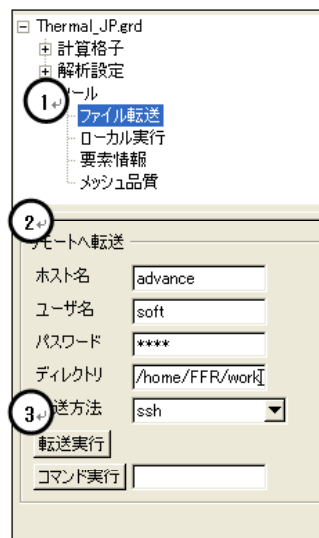 Thermal_JP.grd
計算格子
解析設定
1
ール
ファイル転送
ローカル実行
要素情報
メッシュ品質
2
モートへ転送
ホスト名 advance
ユーザ名 soft
パスワード ****
ディレクトリ /home/FFR/work
3
送方法 ssh
転送実行
コマンド実行